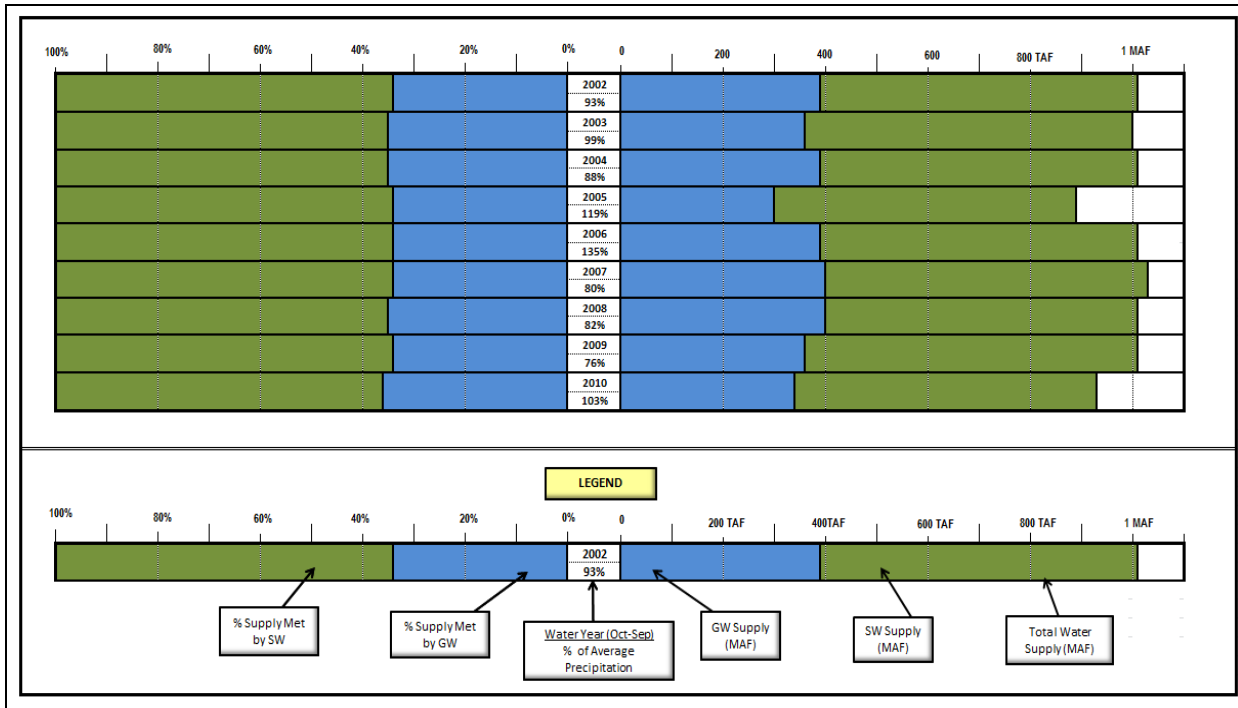 100% 80% 60% 40% 20% 0% 0 200 400 600 800 TAF 1 MAF
2002
93%
2003
99%
2004
88%
2005
119%
2006
135%
2007
80%
2008
82%
2009
76%
2010
103%
LEGEND
100% 80% 60% 40% 20% 0% 0 200 TAF 400TAF 600 TAF 800 TAF 1 MAF
2002
93%
% Supply Met
by SW
% Supply Met
by GW
Water Year (Oct-Sep)
% of Average
Precipitation
GW Supply
(MAF)
SW Supply
(MAF)
Total Water
Supply (MAF)